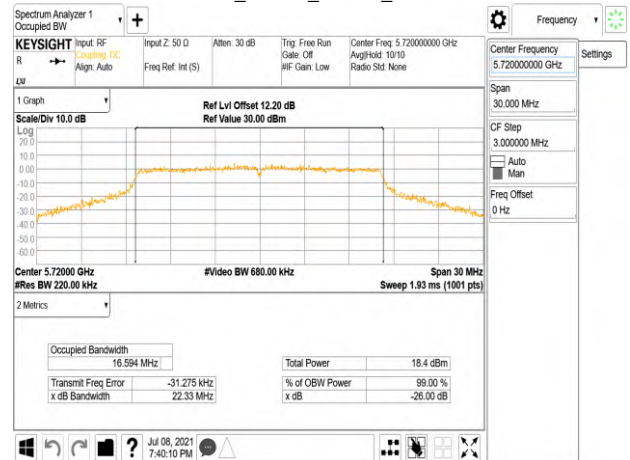 Spectrum Analyzer 1
Occupied BW
Frequency
KEYSIGHT Input: RF Input Z: 50 Ω Atten: 30 dB Trig: Free Run Center Freq: 5.720000000 GHz
R Coupling: DC Gate: Off Avg|Hold: 10/10
Align: Auto Freq Ref: Int (S) #IF Gain: Low Radio Std: None
LXI
Center Frequency
5.720000000 GHz
Settings
Span
30.000 MHz
CF Step
3.000000 MHz
Auto
Man
Freq Offset
0 Hz
1 Graph
Ref Lvl Offset 12.20 dB
Scale/Div 10.0 dB Ref Value 30.00 dBm
Log
20.0
10.0
0.00
-10.0
-20.0
-30.0
-40.0
-50.0
-60.0
Center 5.72000 GHz #Video BW 680.00 kHz Span 30 MHz
#Res BW 220.00 kHz Sweep 1.93 ms (1001 pts)
2 Metrics
Occupied Bandwidth
16.594 MHz
Total Power 18.4 dBm
Transmit Freq Error -31.275 kHz % of OBW Power 99.00 %
x dB Bandwidth 22.33 MHz x dB -26.00 dB
Jul 08, 2021
7:40:10 PM